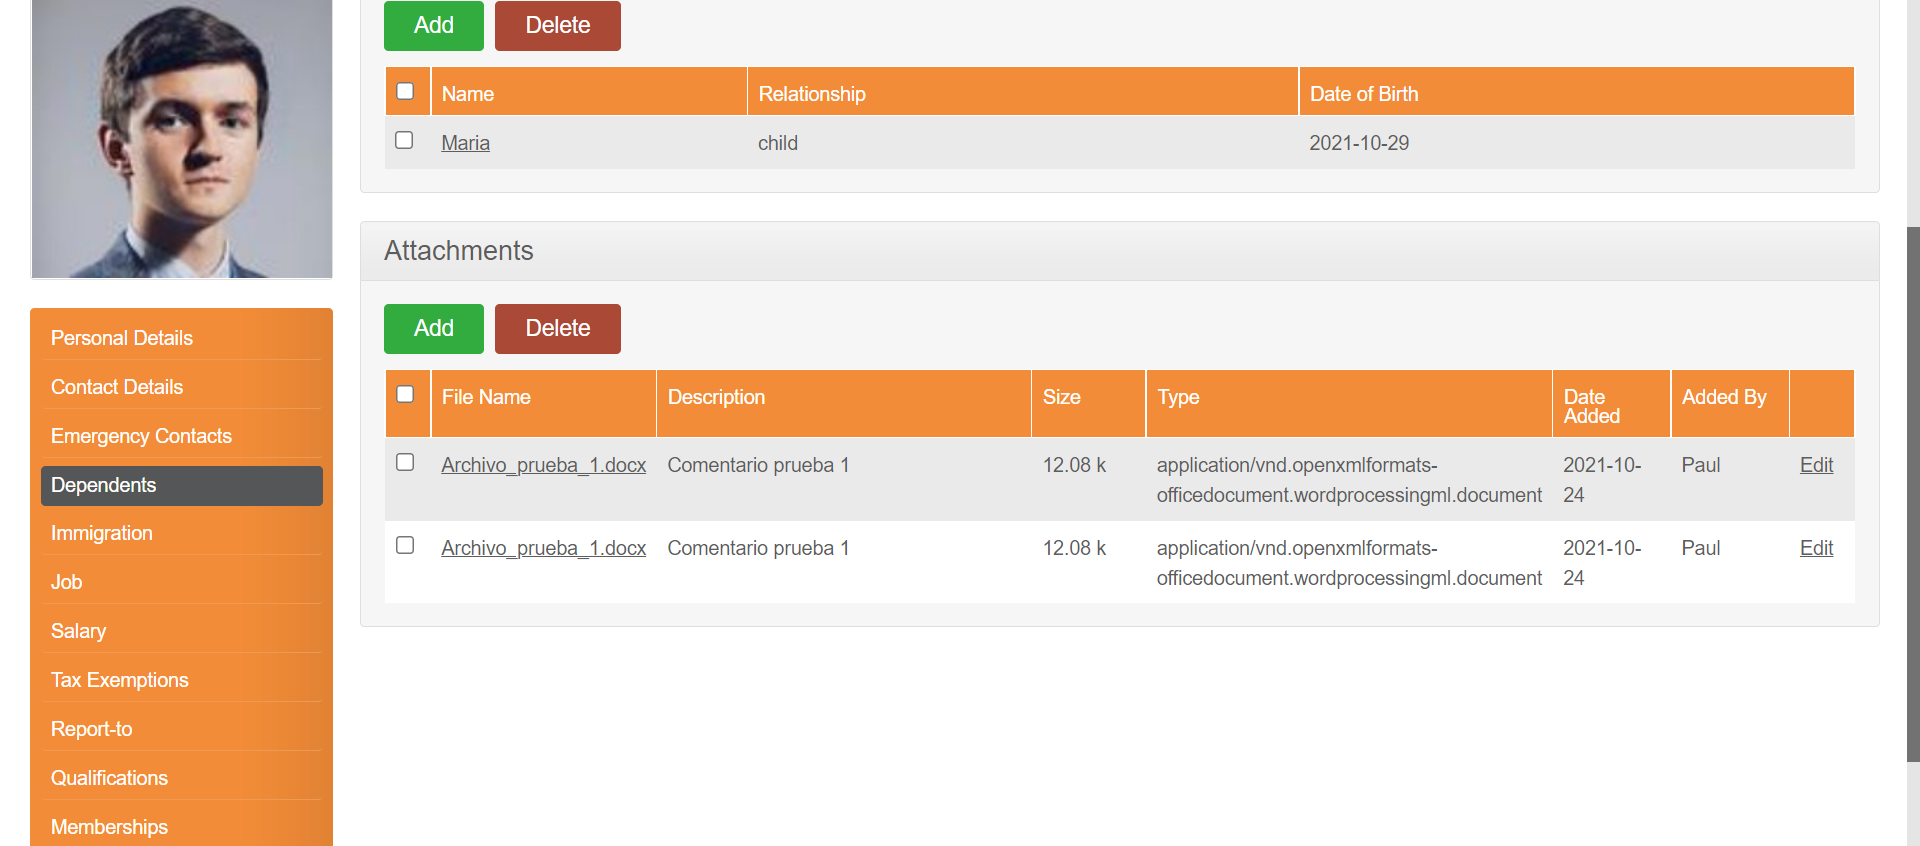 Add Delete
Name Relationship Date of Birth
Maria child 2021-10-29
Attachments
Add Delete
File Name Description Size Type Date Added Added By
Archivo_prueba_1.docx Comentario prueba 1 12.08 k application/vnd.openxmlformats-officedocument.wordprocessingml.document 2021-10-24 Paul Edit
Archivo_prueba_1.docx Comentario prueba 1 12.08 k application/vnd.openxmlformats-officedocument.wordprocessingml.document 2021-10-24 Paul Edit
Personal Details
Contact Details
Emergency Contacts
Dependents
Immigration
Job
Salary
Tax Exemptions
Report-to
Qualifications
Memberships